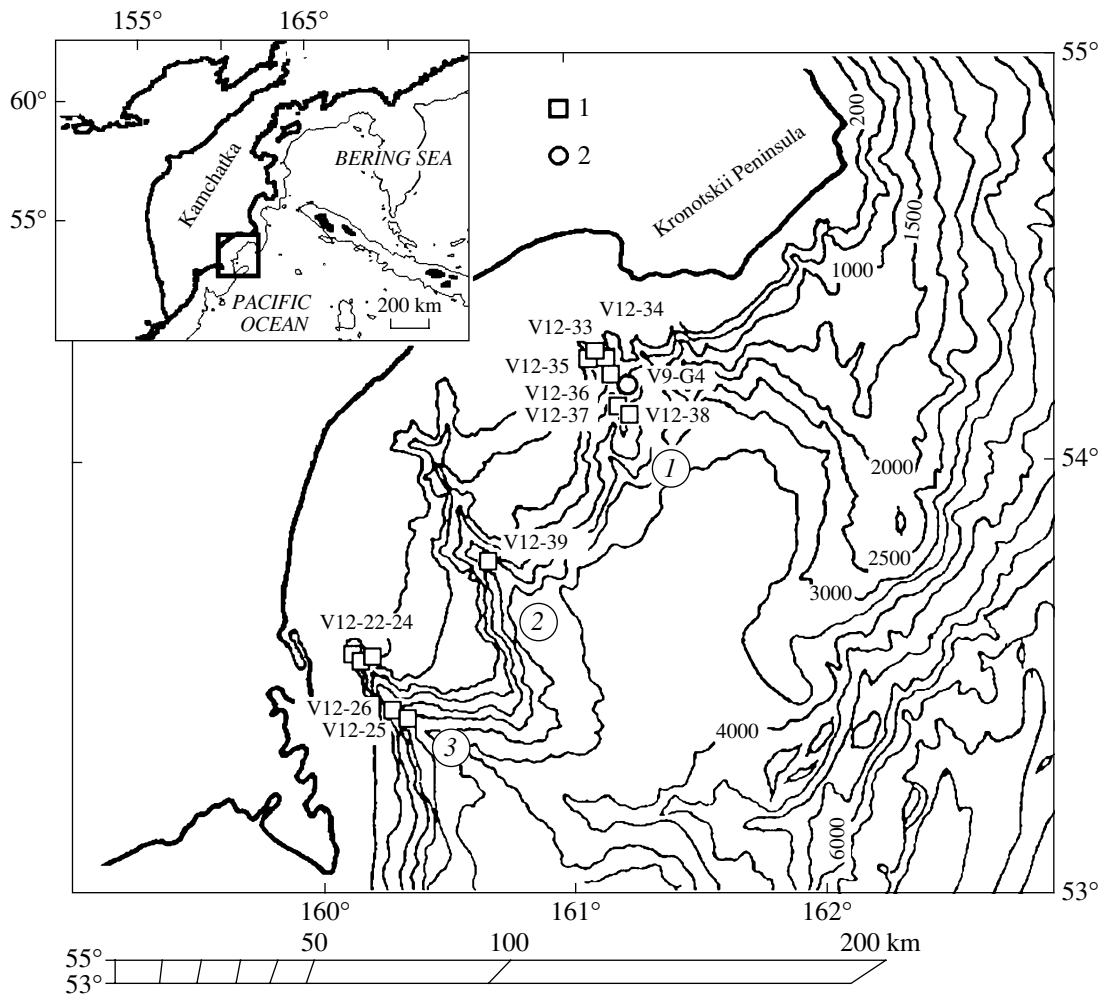 155° 165°
55°
60°
1
200
BERING SEA
2
Kamchatka
Kronotskii Peninsula
1500
55°
1000
PACIFIC
OCEAN
200 km
V12-34
V12-33
V12-35
V9-G4
V12-36
V12-37
V12-38
2000
54°
1
V12-39
2500
3000
2
V12-22-24
V12-26
V12-25
4000
3
6000
53°
160° 161° 162°
50 100 200 km
55°
53°